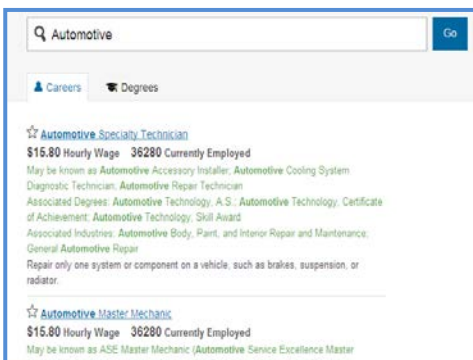 Automotive
Go
Careers Degrees
Automotive Specialty Technician
$15.80 Hourly Wage 36280 Currently Employed
May be known as Automotive Accessory Installer; Automotive Cooling System
Diagnostic Technician; Automotive Repair Technician
Associated Degrees: Automotive Technology, A.S.; Automotive Technology, Certificate
of Achievement; Automotive Technology, Skill Award
Associated Industries: Automotive Body, Paint, and Interior Repair and Maintenance;
General Automotive Repair
Repair only one system or component on a vehicle, such as brakes, suspension, or
radiator.
Automotive Master Mechanic
$15.80 Hourly Wage 36280 Currently Employed
May be known as ASE Master Mechanic (Automotive Service Excellence Master